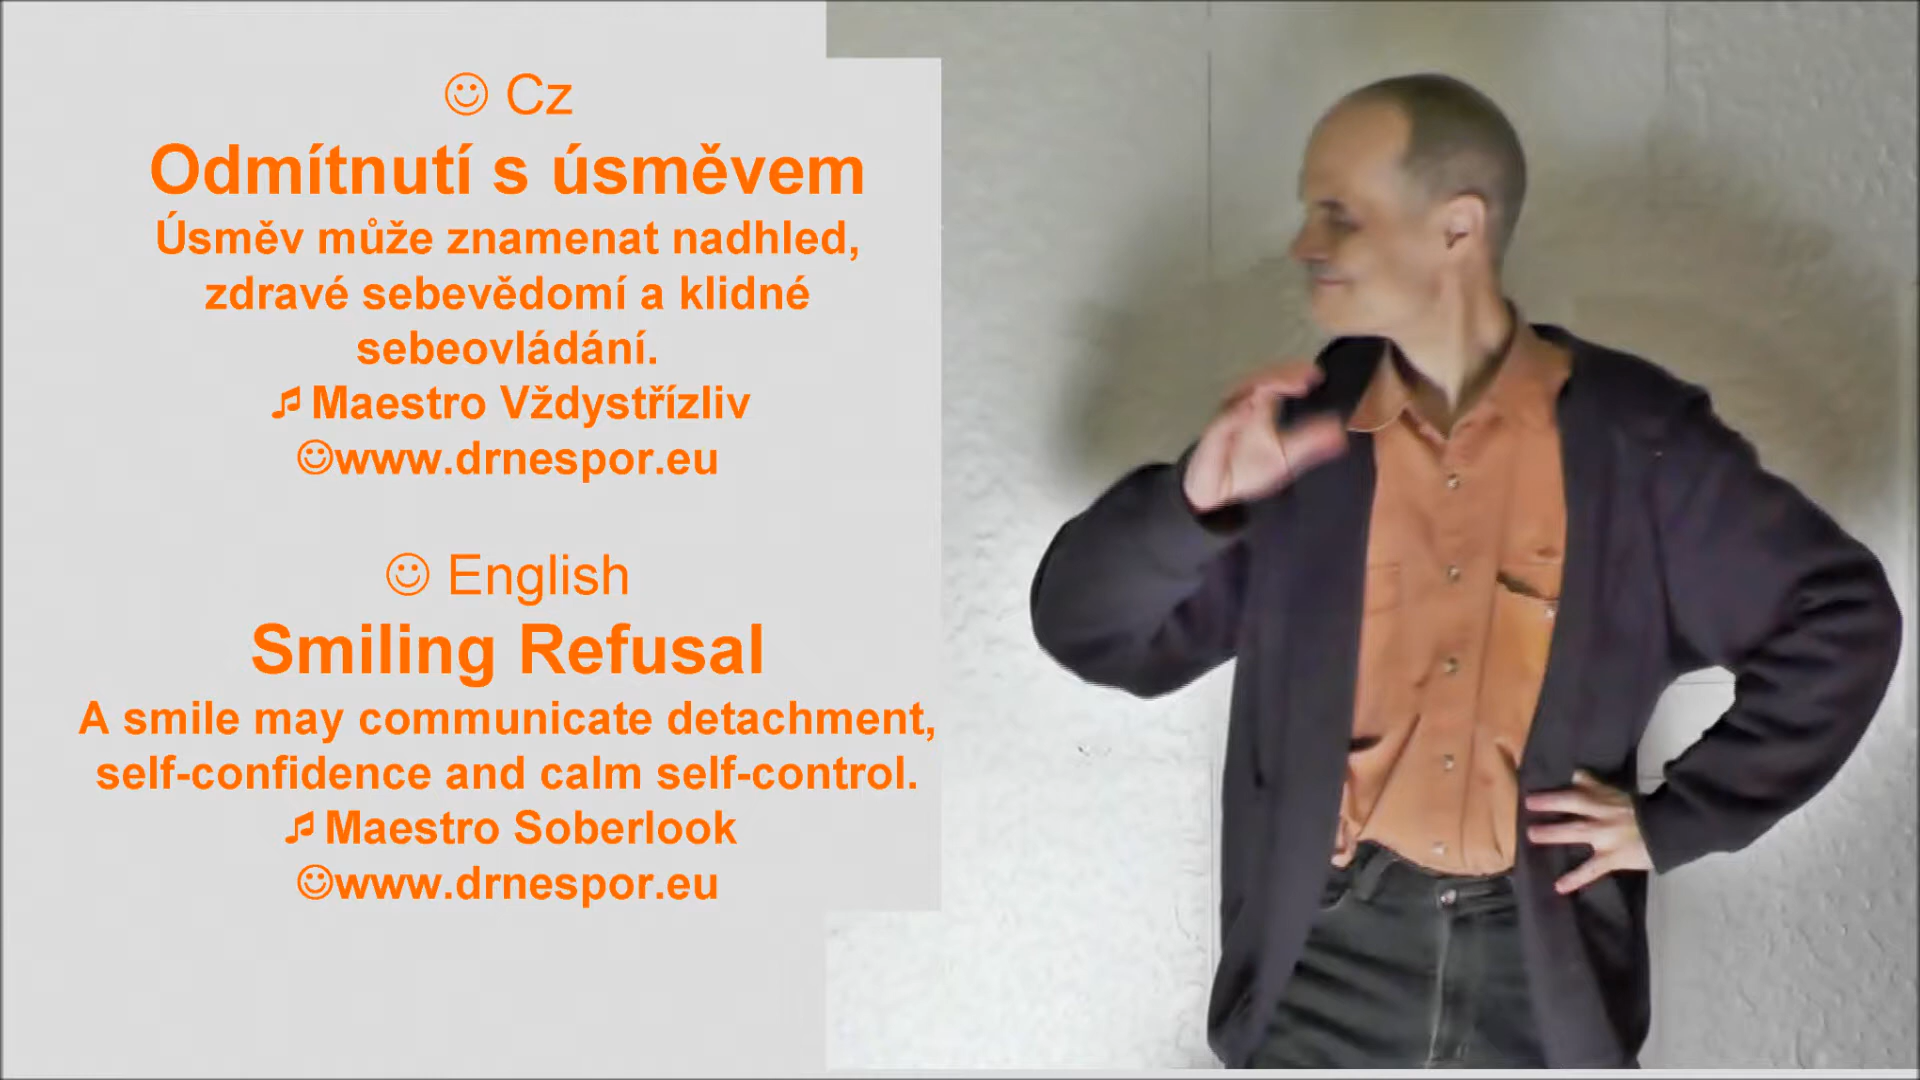 ☺ Cz
Odmítnutí s úsměvem
Úsměv může znamenat nadhled,
zdravé sebevědomí a klidné
sebeovládání.
♫ Maestro Vždystřízliv
☺www.drnespor.eu
☺ English
Smiling Refusal
A smile may communicate detachment,
self-confidence and calm self-control.
♫ Maestro Soberlook
☺www.drnespor.eu